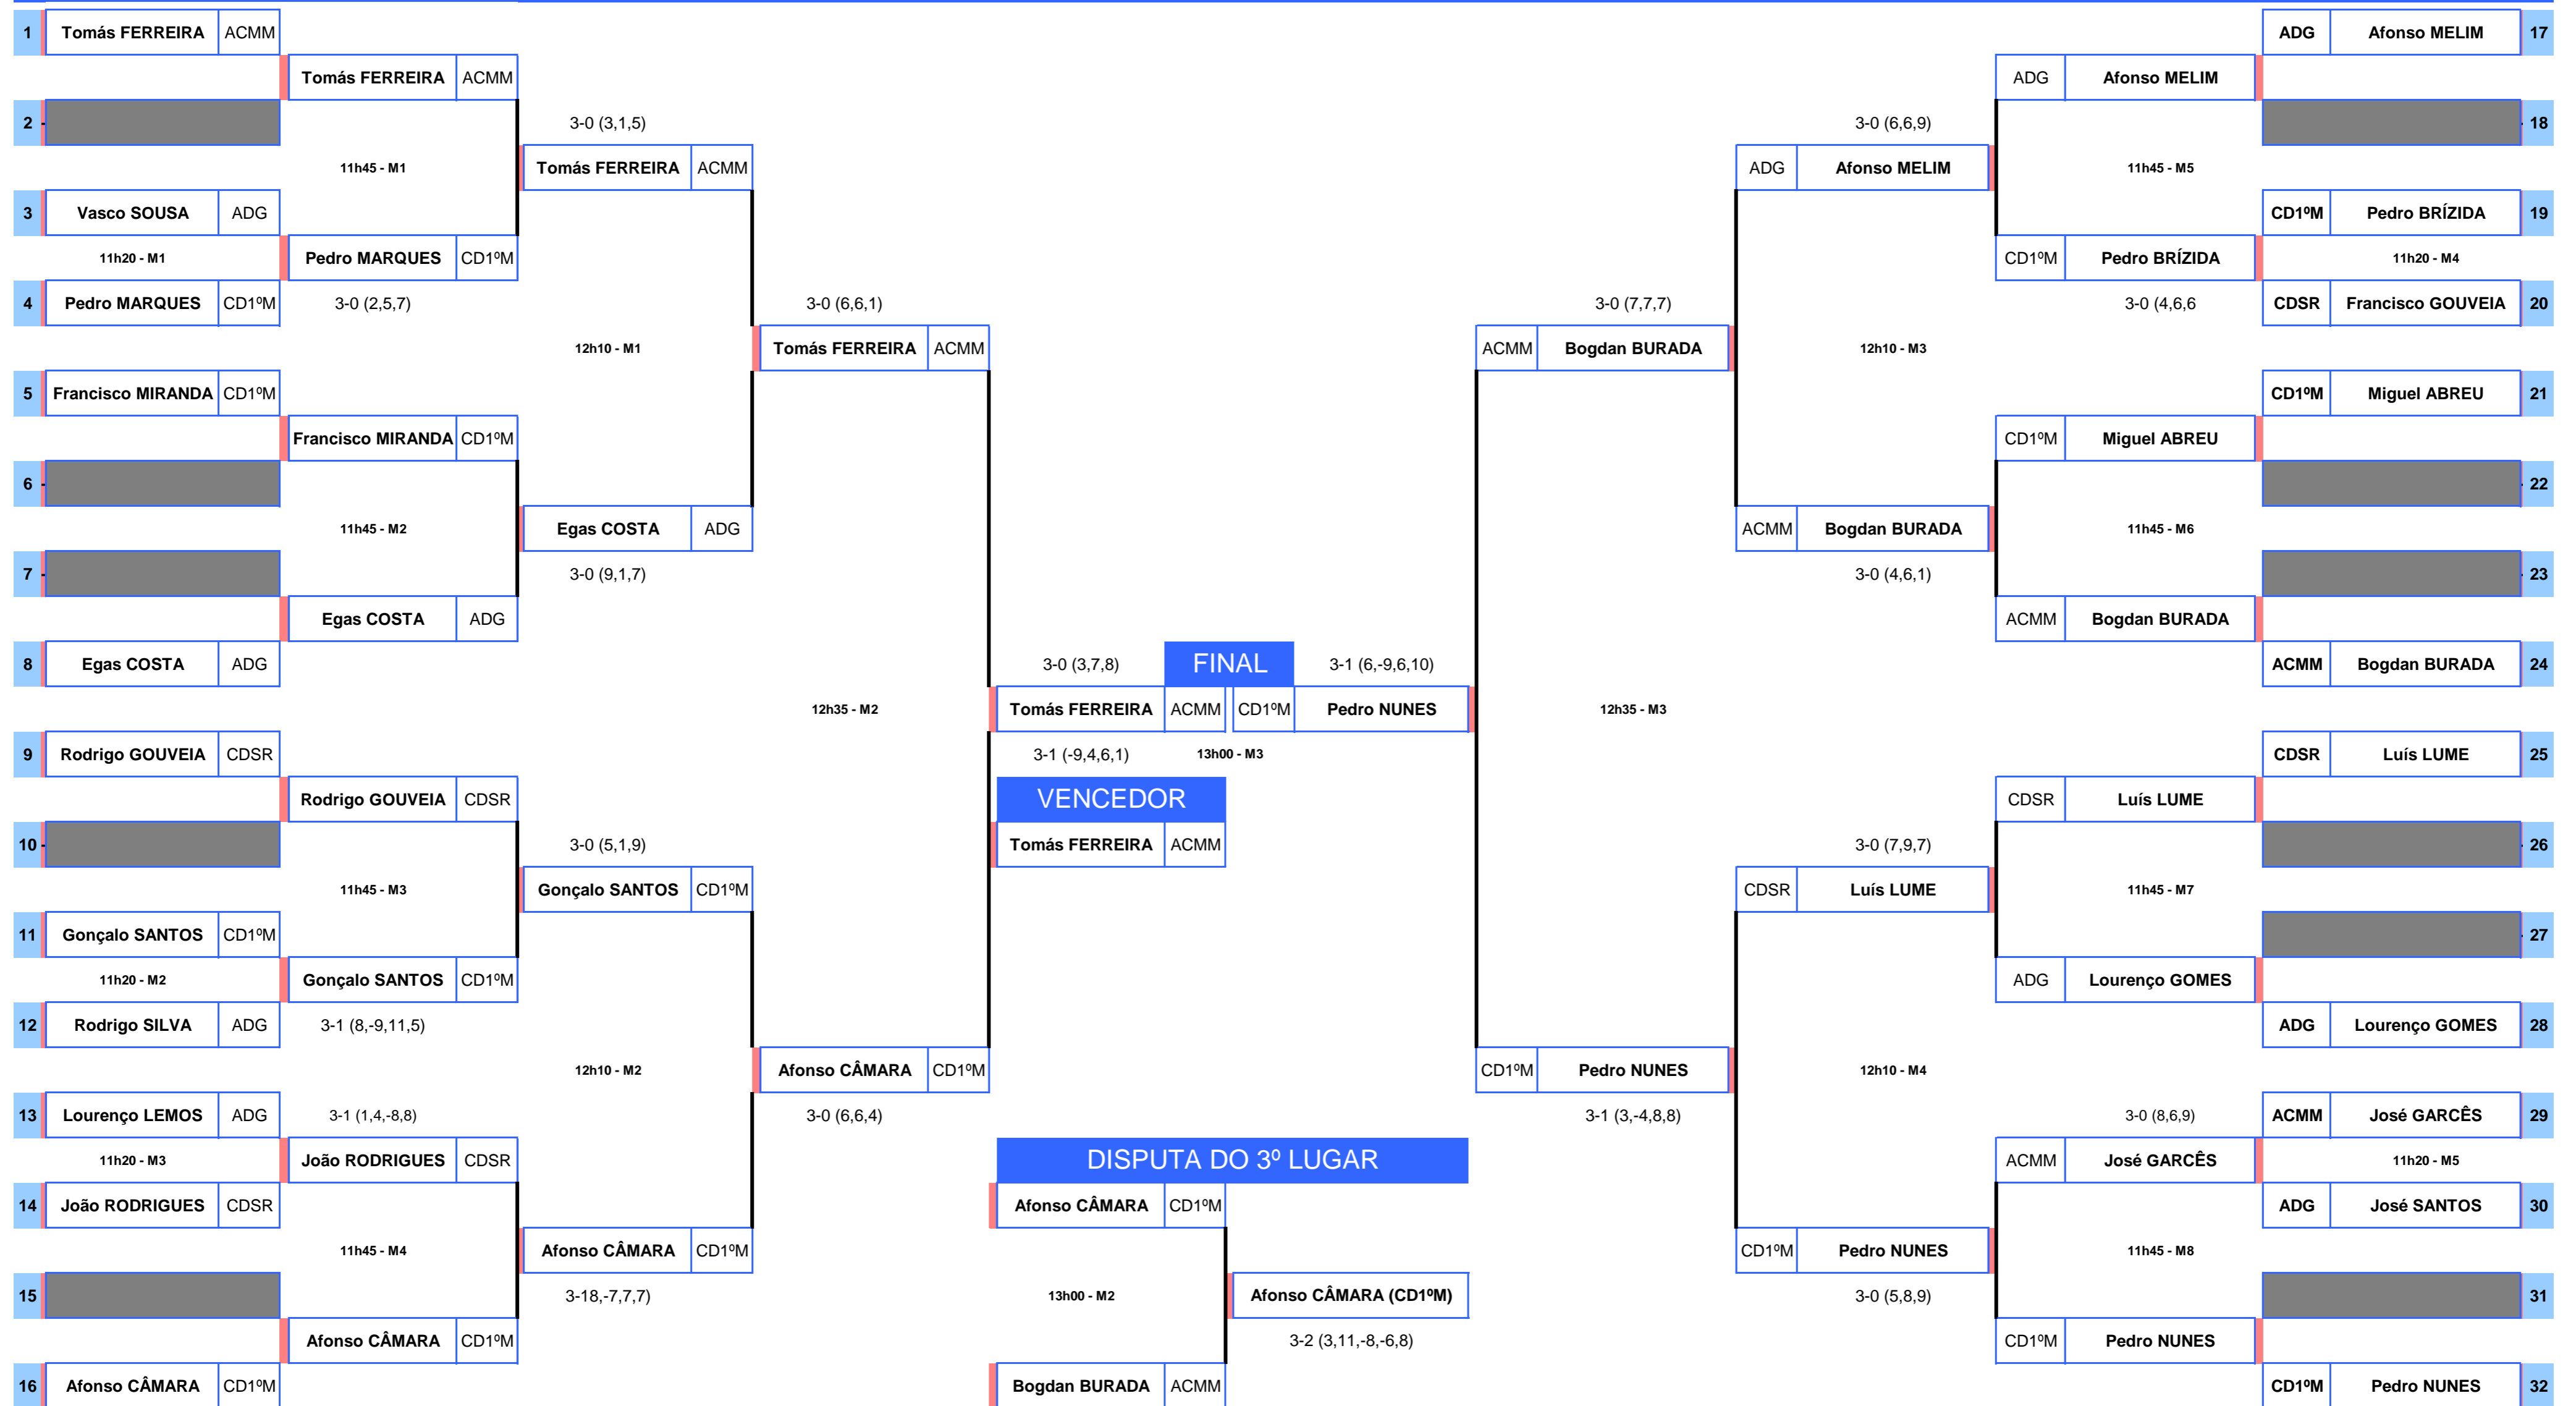 1 Tomás FERREIRA ACMM ADG Afonso MELIM 17
Tomás FERREIRA ACMM ADG Afonso MELIM
2 - 3-0 (3,1,5) 3-0 (6,6,9) - 18
11h45 - M1 Tomás FERREIRA ACMM ADG Afonso MELIM 11h45 - M5
3 Vasco SOUSA ADG CD1ºM Pedro BRÍZIDA 19
11h20 - M1 Pedro MARQUES CD1ºM CD1ºM Pedro BRÍZIDA 11h20 - M4
4 Pedro MARQUES CD1ºM 3-0 (2,5,7) 3-0 (6,6,1) 3-0 (7,7,7) 3-0 (4,6,6 CDSR Francisco GOUVEIA 20
12h10 - M1 Tomás FERREIRA ACMM ACMM Bogdan BURADA 12h10 - M3
5 Francisco MIRANDA CD1ºM CD1ºM Miguel ABREU 21
Francisco MIRANDA CD1ºM CD1ºM Miguel ABREU
6 - - 22
11h45 - M2 Egas COSTA ADG ACMM Bogdan BURADA 11h45 - M6
7 - 3-0 (9,1,7) 3-0 (4,6,1) - 23
Egas COSTA ADG ACMM Bogdan BURADA
8 Egas COSTA ADG 3-0 (3,7,8) FINAL 3-1 (6,-9,6,10) ACMM Bogdan BURADA 24
12h35 - M2 Tomás FERREIRA ACMM CD1ºM Pedro NUNES 12h35 - M3
9 Rodrigo GOUVEIA CDSR 3-1 (-9,4,6,1) 13h00 - M3 CDSR Luís LUME 25
Rodrigo GOUVEIA CDSR VENCEDOR CDSR Luís LUME
10 - 3-0 (5,1,9) Tomás FERREIRA ACMM 3-0 (7,9,7) - 26
11h45 - M3 Gonçalo SANTOS CD1ºM CDSR Luís LUME 11h45 - M7
11 Gonçalo SANTOS CD1ºM - 27
11h20 - M2 Gonçalo SANTOS CD1ºM ADG Lourenço GOMES
12 Rodrigo SILVA ADG 3-1 (8,-9,11,5) ADG Lourenço GOMES 28
12h10 - M2 Afonso CÂMARA CD1ºM CD1ºM Pedro NUNES 12h10 - M4
13 Lourenço LEMOS ADG 3-1 (1,4,-8,8) 3-0 (6,6,4) 3-1 (3,-4,8,8) 3-0 (8,6,9) ACMM José GARCÊS 29
11h20 - M3 João RODRIGUES CDSR DISPUTA DO 3º LUGAR ACMM José GARCÊS 11h20 - M5
14 João RODRIGUES CDSR Afonso CÂMARA CD1ºM ADG José SANTOS 30
11h45 - M4 Afonso CÂMARA CD1ºM CD1ºM Pedro NUNES 11h45 - M8
15 3-18,-7,7,7) 13h00 - M2 Afonso CÂMARA (CD1ºM) 3-0 (5,8,9) 31
Afonso CÂMARA CD1ºM 3-2 (3,11,-8,-6,8) CD1ºM Pedro NUNES
16 Afonso CÂMARA CD1ºM Bogdan BURADA ACMM CD1ºM Pedro NUNES 32